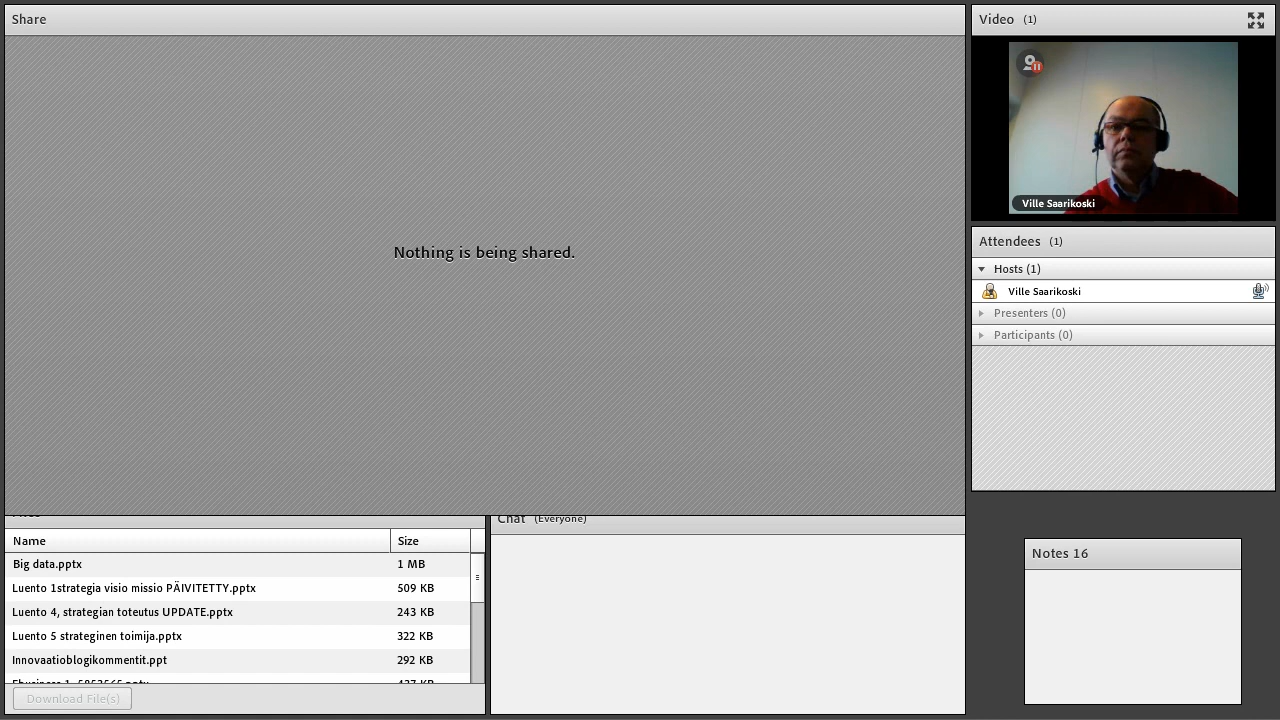 Share
Nothing is being shared.
Video (1)
Ville Saarikoski
Attendees (1)
Hosts (1)
Ville Saarikoski
Presenters (0)
Participants (0)
Name Size
Big data.pptx 1 MB
Luento 1strategia visio missio PÄIVITETTY.pptx 509 KB
Luento 4, strategian toteutus UPDATE.pptx 243 KB
Luento 5 strateginen toimija.pptx 322 KB
Innovaatioblogikommentit.ppt 292 KB
Download File(s)
Chat (Everyone)
Notes 16